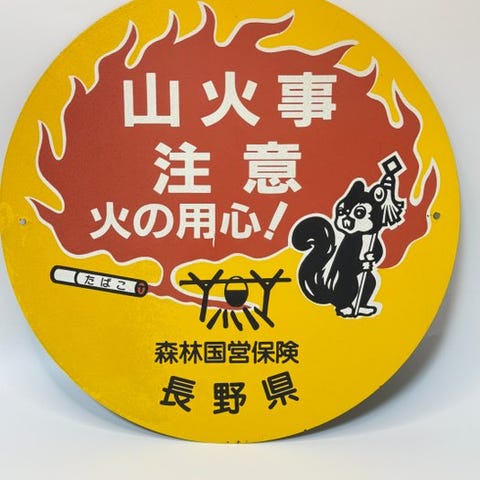 山火事
注意
火の用心!
たばこ
森林国営保険
長野県